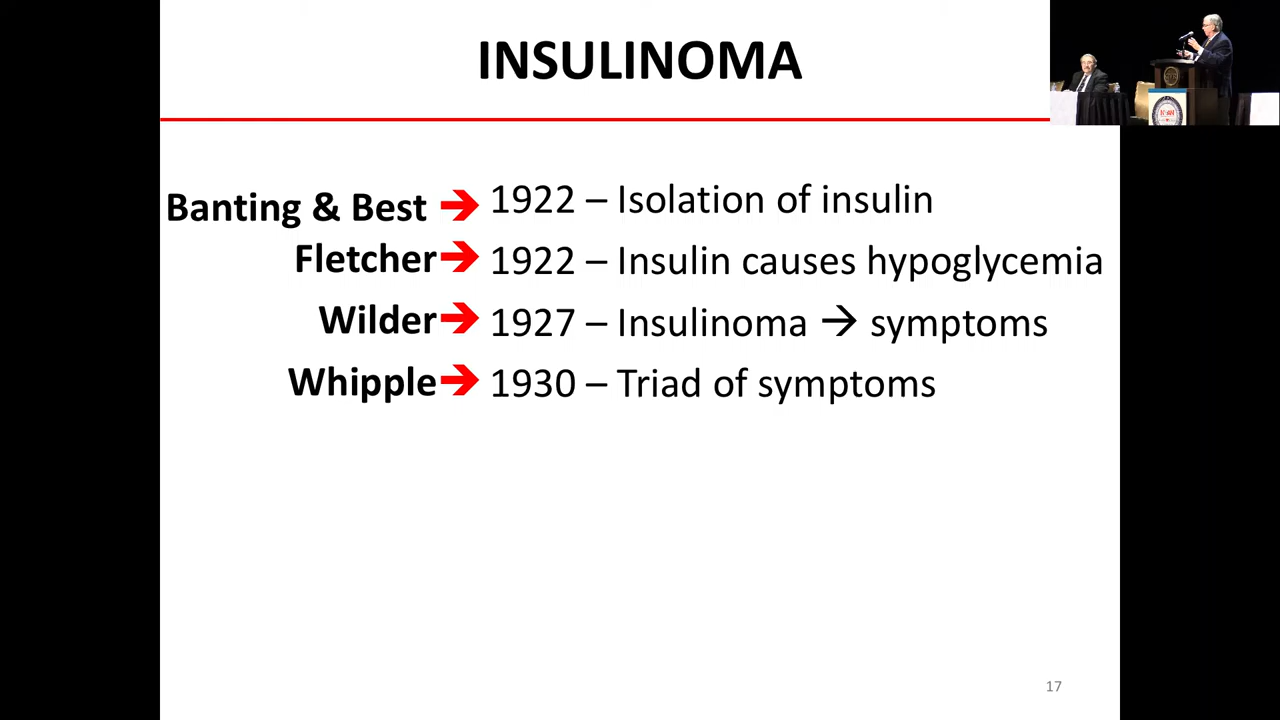 INSULINOMA
Banting & Best ➔ 1922 – Isolation of insulin
Fletcher ➔ 1922 – Insulin causes hypoglycemia
Wilder ➔ 1927 – Insulinoma → symptoms
Whipple ➔ 1930 – Triad of symptoms
17